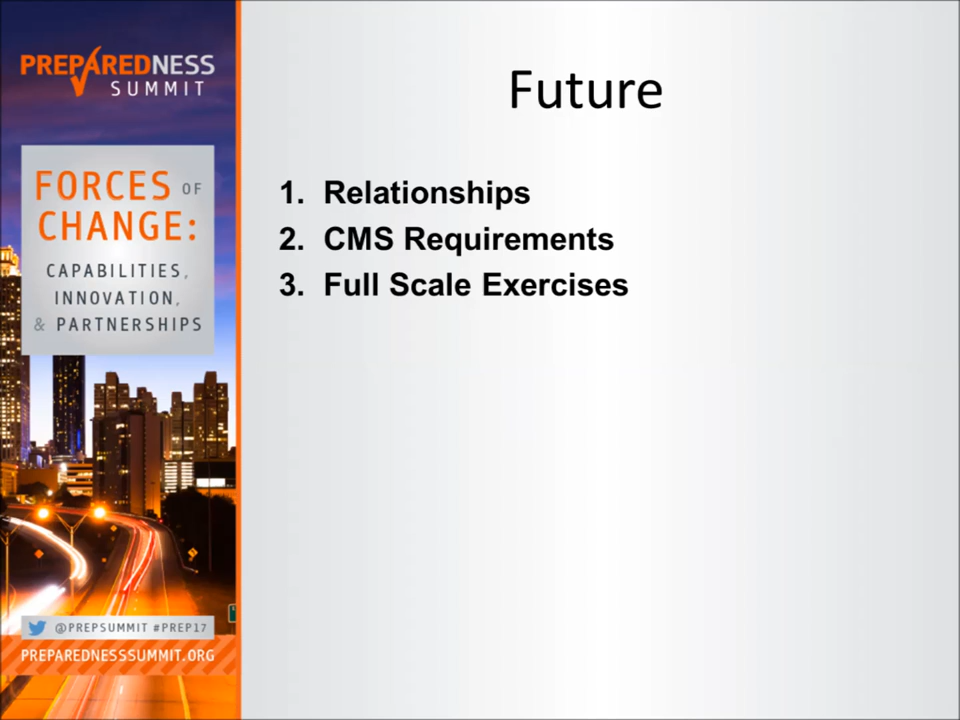 PREPAREDNESS
SUMMIT
FORCES OF
CHANGE:
CAPABILITIES,
INNOVATION,
& PARTNERSHIPS
@PREPSUMMIT #PREP17
PREPAREDNESSSUMMIT.ORG
Future
1. Relationships
2. CMS Requirements
3. Full Scale Exercises